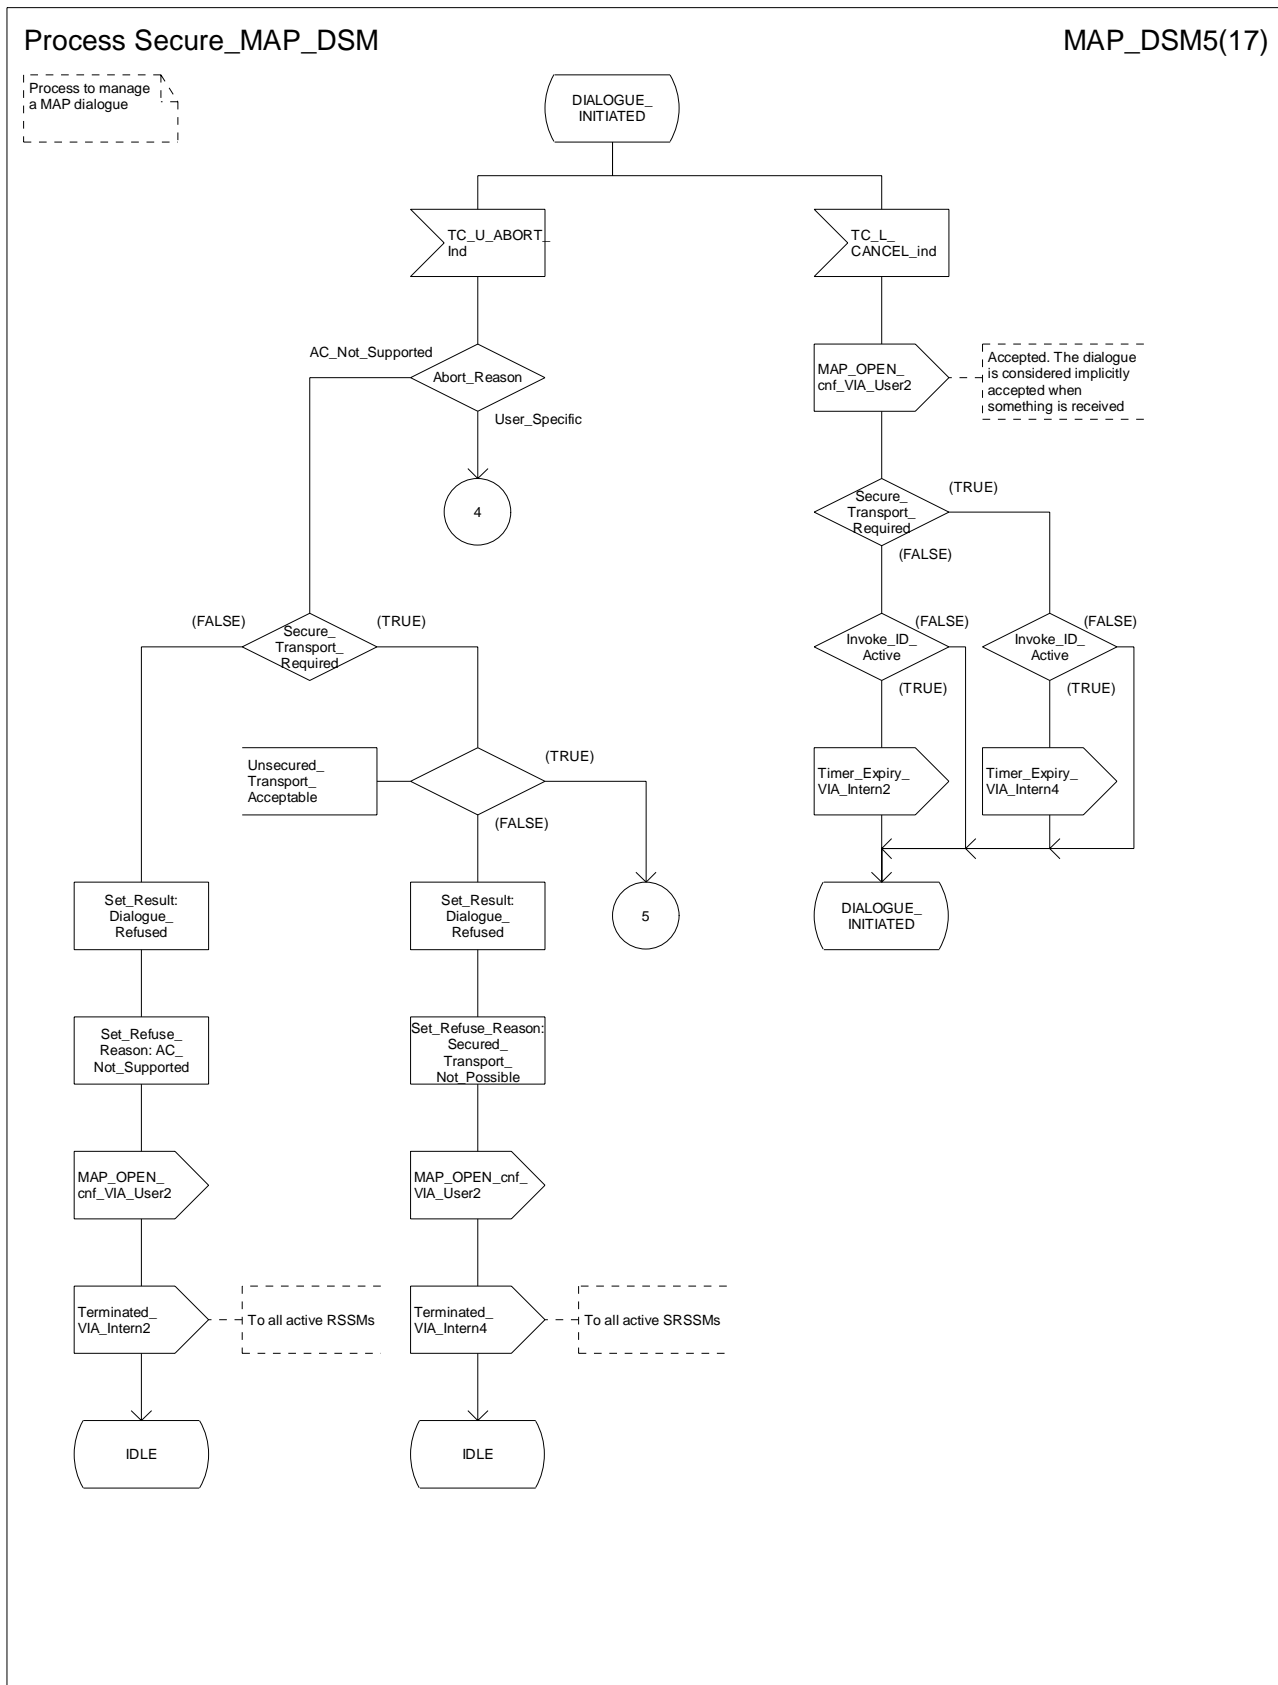 Process Secure_MAP_DSM
MAP_DSM5(17)
Process to manage
a MAP dialogue
DIALOGUE_
INITIATED
TC_U_ABORT_
Ind
TC_L_
CANCEL_ind
AC_Not_Supported
Abort_Reason
User_Specific
4
MAP_OPEN_
cnf_VIA_User2
Accepted. The dialogue
is considered implicitly
accepted when
something is received
Secure_
Transport_
Required
(TRUE)
(FALSE)
(FALSE)
Secure_
Transport_
Required
(TRUE)
Invoke_ID_
Active
(FALSE)
(TRUE)
Invoke_ID_
Active
(FALSE)
(TRUE)
Unsecured_
Transport_
Acceptable
(TRUE)
(FALSE)
Timer_Expiry_
VIA_Intern2
Timer_Expiry_
VIA_Intern4
Set_Result:
Dialogue_
Refused
Set_Result:
Dialogue_
Refused
5
DIALOGUE_
INITIATED
Set_Refuse_
Reason: AC_
Not_Supported
Set_Refuse_Reason:
Secured_
Transport_
Not_Possible
MAP_OPEN_
cnf_VIA_User2
MAP_OPEN_cnf_
VIA_User2
Terminated_
VIA_Intern2
To all active RSSMs
Terminated_
VIA_Intern4
To all active SRSSMs
IDLE
IDLE